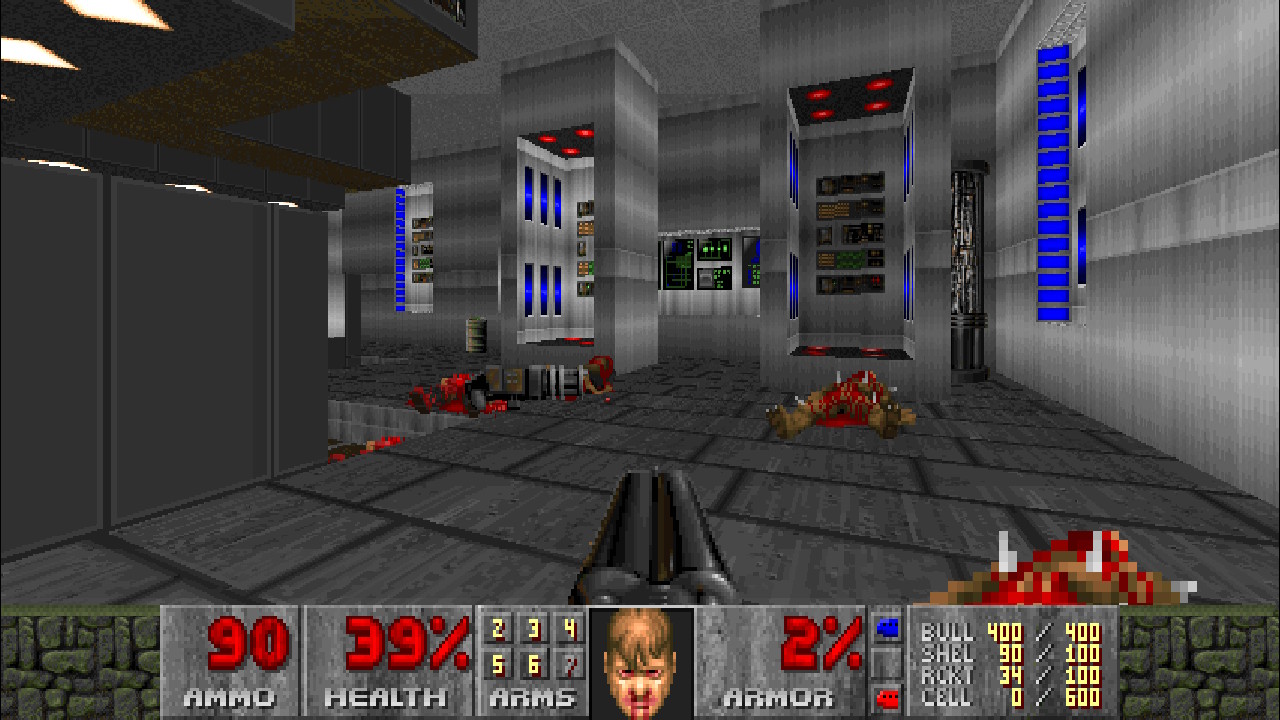 90 39% 2 3 4 2% BULL 400 / 400
5 6 7 SHEL 90 / 100
RCKT 34 / 100
AMMO HEALTH ARMS ARMOR CELL 0 / 600